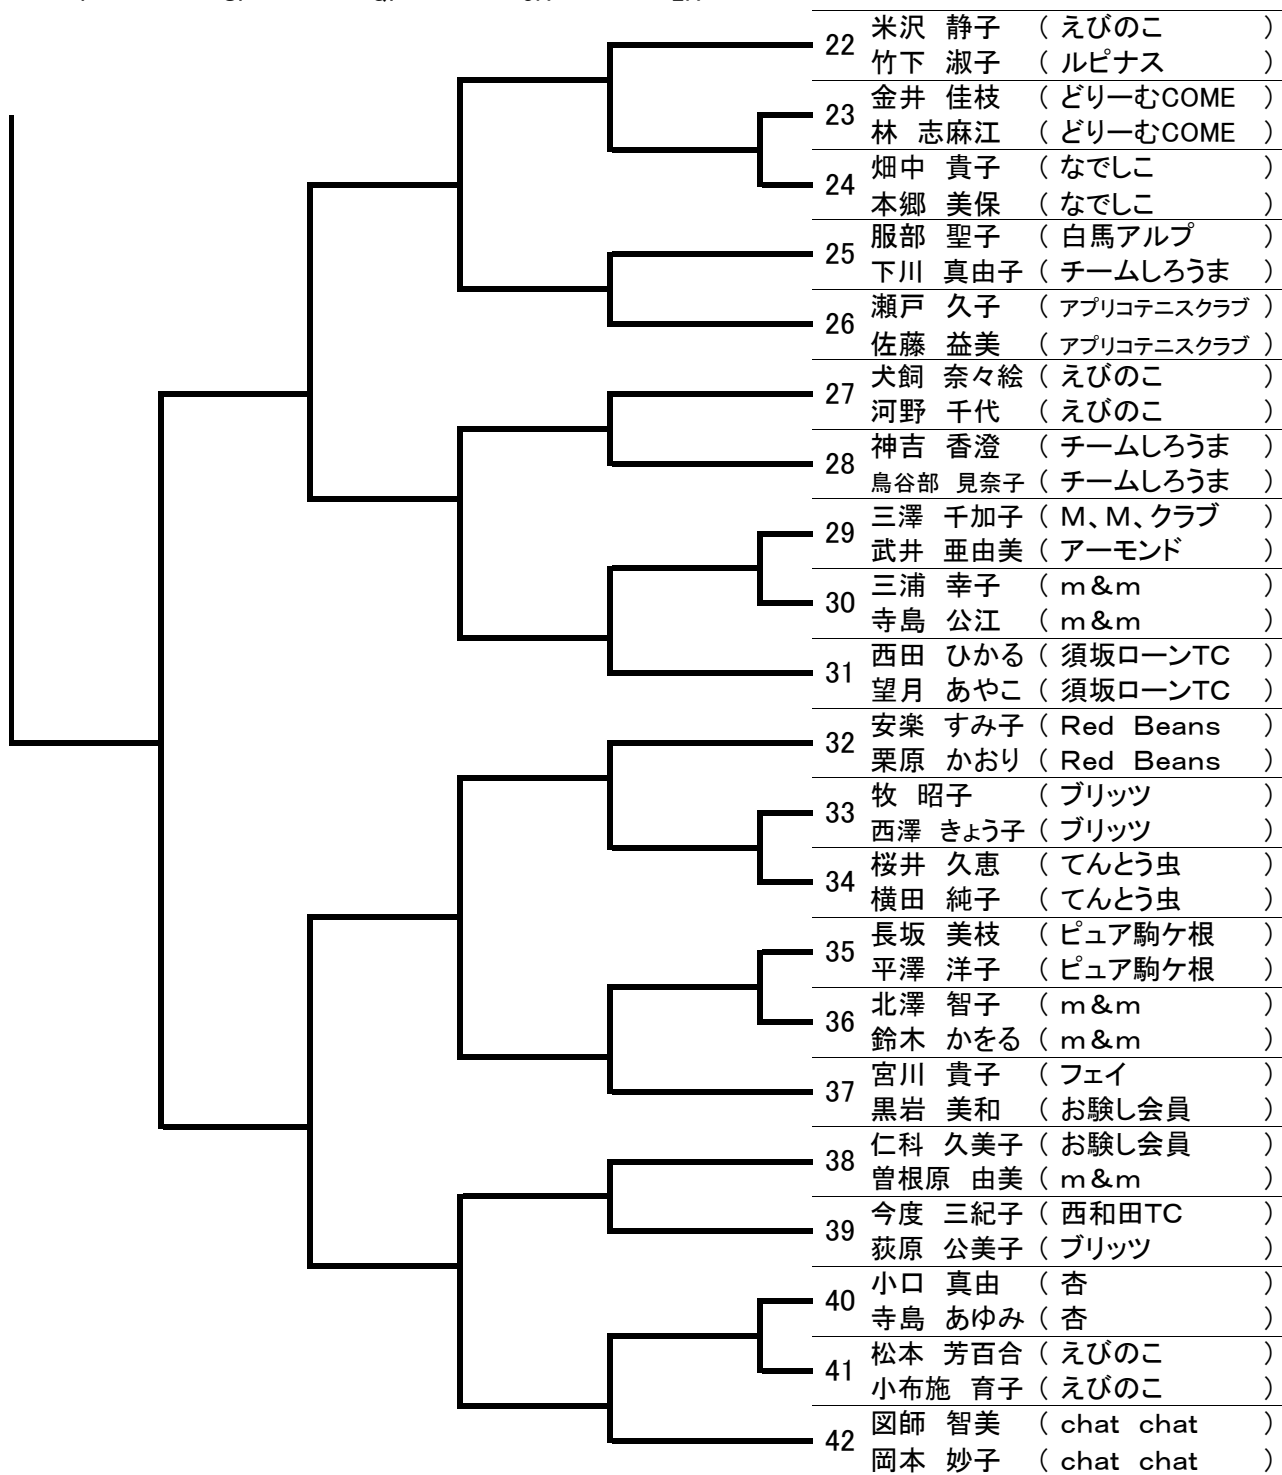 22 米沢 静子 ( えびのこ )
竹下 淑子 ( ルピナス )
23 金井 佳枝 ( どりーむCOME )
林 志麻江 ( どりーむCOME )
24 畑中 貴子 ( なでしこ )
本郷 美保 ( なでしこ )
25 服部 聖子 ( 白馬アルプ )
下川 真由子 ( チームしろうま )
26 瀬戸 久子 ( アプリコテニスクラブ )
佐藤 益美 ( アプリコテニスクラブ )
27 犬飼 奈々絵 ( えびのこ )
河野 千代 ( えびのこ )
28 神吉 香澄 ( チームしろうま )
鳥谷部 見奈子 ( チームしろうま )
29 三澤 千加子 ( M、M、クラブ )
武井 亜由美 ( アーモンド )
30 三浦 幸子 ( m&m )
寺島 公江 ( m&m )
31 西田 ひかる ( 須坂ローンTC )
望月 あやこ ( 須坂ローンTC )
32 安楽 すみ子 ( Red Beans )
栗原 かおり ( Red Beans )
33 牧 昭子 ( ブリッツ )
西澤 きょう子 ( ブリッツ )
34 桜井 久恵 ( てんとう虫 )
横田 純子 ( てんとう虫 )
35 長坂 美枝 ( ピュア駒ケ根 )
平澤 洋子 ( ピュア駒ケ根 )
36 北澤 智子 ( m&m )
鈴木 かをる ( m&m )
37 宮川 貴子 ( フェイ )
黒岩 美和 ( お験し会員 )
38 仁科 久美子 ( お験し会員 )
曽根原 由美 ( m&m )
39 今度 三紀子 ( 西和田TC )
荻原 公美子 ( ブリッツ )
40 小口 真由 ( 杏 )
寺島 あゆみ ( 杏 )
41 松本 芳百合 ( えびのこ )
小布施 育子 ( えびのこ )
42 図師 智美 ( chat chat )
岡本 妙子 ( chat chat )